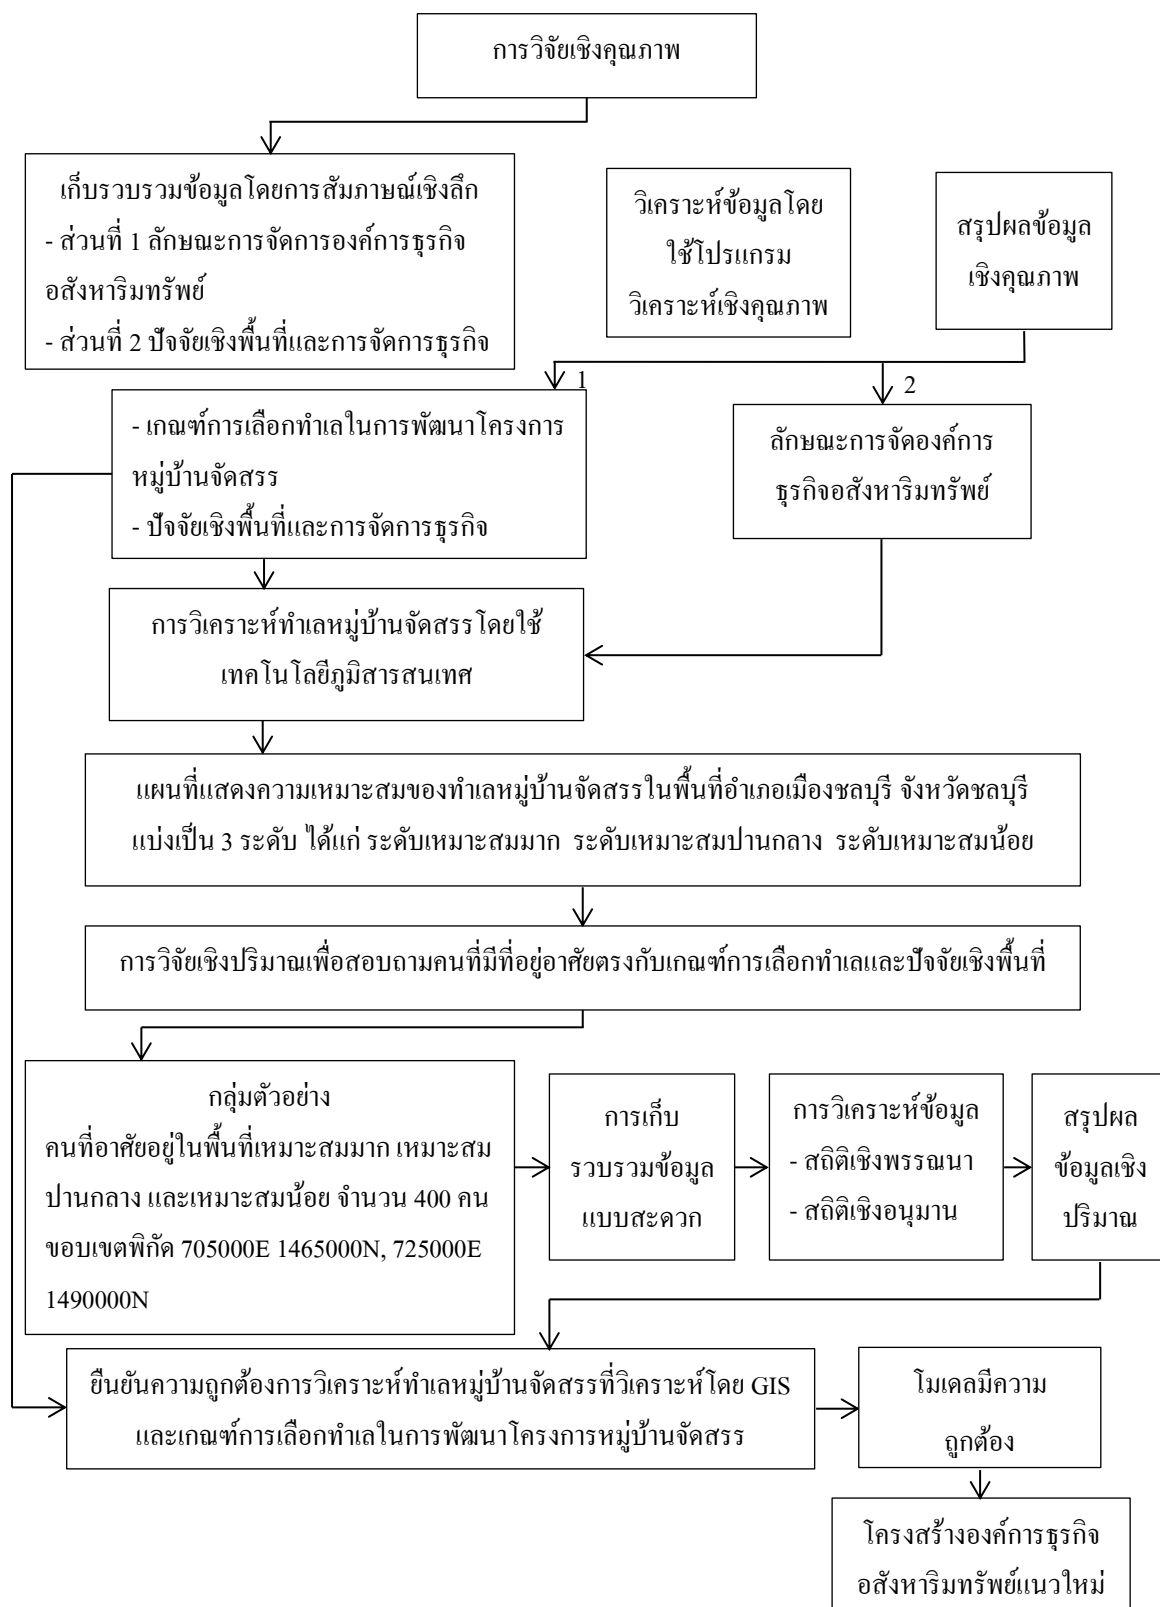 การวิจัยเชิงคุณภาพ
เก็บรวบรวมข้อมูลโดยการสัมภาษณ์เชิงลึก
- ส่วนที่ 1 ลักษณะการจัดการองค์การธุรกิจ
อสังหาริมทรัพย์
- ส่วนที่ 2 ปัจจัยเชิงพื้นที่และการจัดการธุรกิจ
วิเคราะห์ข้อมูลโดย
ใช้โปรแกรม
วิเคราะห์เชิงคุณภาพ
สรุปผลข้อมูล
เชิงคุณภาพ
1
2
- เกณฑ์การเลือกทำเลในการพัฒนาโครงการ
หมู่บ้านจัดสรร
- ปัจจัยเชิงพื้นที่และการจัดการธุรกิจ
ลักษณะการจัดองค์การ
ธุรกิจอสังหาริมทรัพย์
การวิเคราะห์ทำเลหมู่บ้านจัดสรรโดยใช้
เทคโนโลยีภูมิสารสนเทศ
แผนที่แสดงความเหมาะสมของทำเลหมู่บ้านจัดสรรในพื้นที่อำเภอเมืองชลบุรี จังหวัดชลบุรี
แบ่งเป็น 3 ระดับ ได้แก่ ระดับเหมาะสมมาก ระดับเหมาะสมปานกลาง ระดับเหมาะสมน้อย
การวิจัยเชิงปริมาณเพื่อสอบถามคนที่มีที่อยู่อาศัยตรงกับเกณฑ์การเลือกทำเลและปัจจัยเชิงพื้นที่
กลุ่มตัวอย่าง
คนที่อาศัยอยู่ในพื้นที่เหมาะสมมาก เหมาะสม
ปานกลาง และเหมาะสมน้อย จำนวน 400 คน
ขอบเขตพิกัด 705000E 1465000N, 725000E
1490000N
การเก็บ
รวบรวมข้อมูล
แบบสะดวก
การวิเคราะห์ข้อมูล
- สถิติเชิงพรรณนา
- สถิติเชิงอนุมาน
สรุปผล
ข้อมูลเชิง
ปริมาณ
ยืนยันความถูกต้องการวิเคราะห์ทำเลหมู่บ้านจัดสรรที่วิเคราะห์โดย GIS
และเกณฑ์การเลือกทำเลในการพัฒนาโครงการหมู่บ้านจัดสรร
โมเดลมีความ
ถูกต้อง
โครงสร้างองค์การธุรกิจ
อสังหาริมทรัพย์แนวใหม่